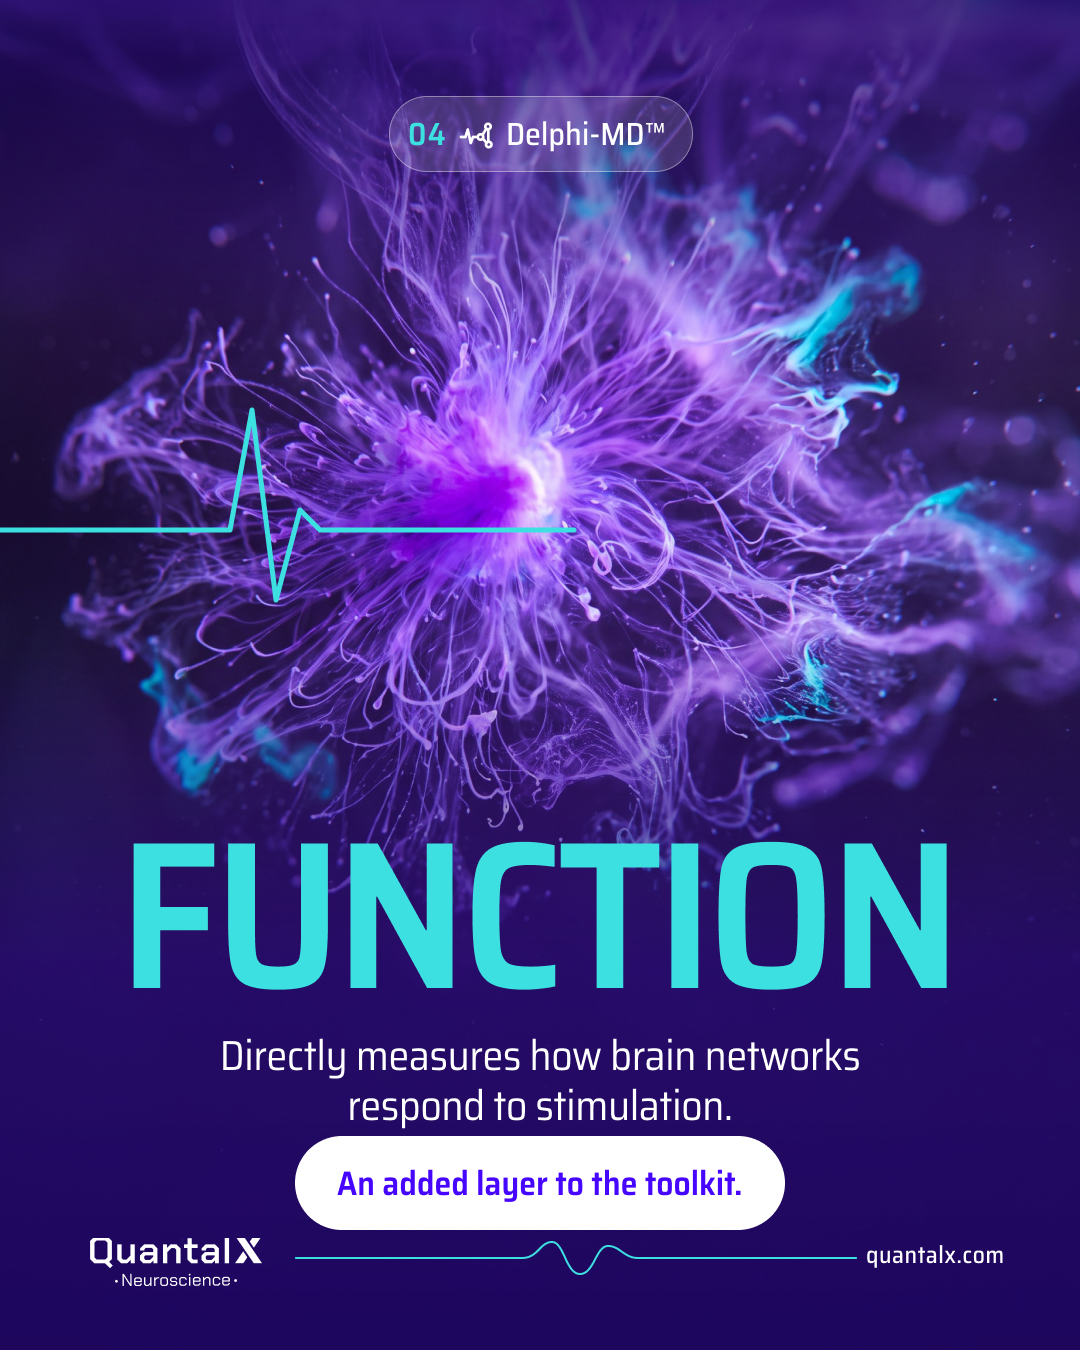 04 Delphi-MD™
FUNCTION
Directly measures how brain networks
respond to stimulation.
An added layer to the toolkit.
QuantalX
·Neuroscience·
quantalx.com